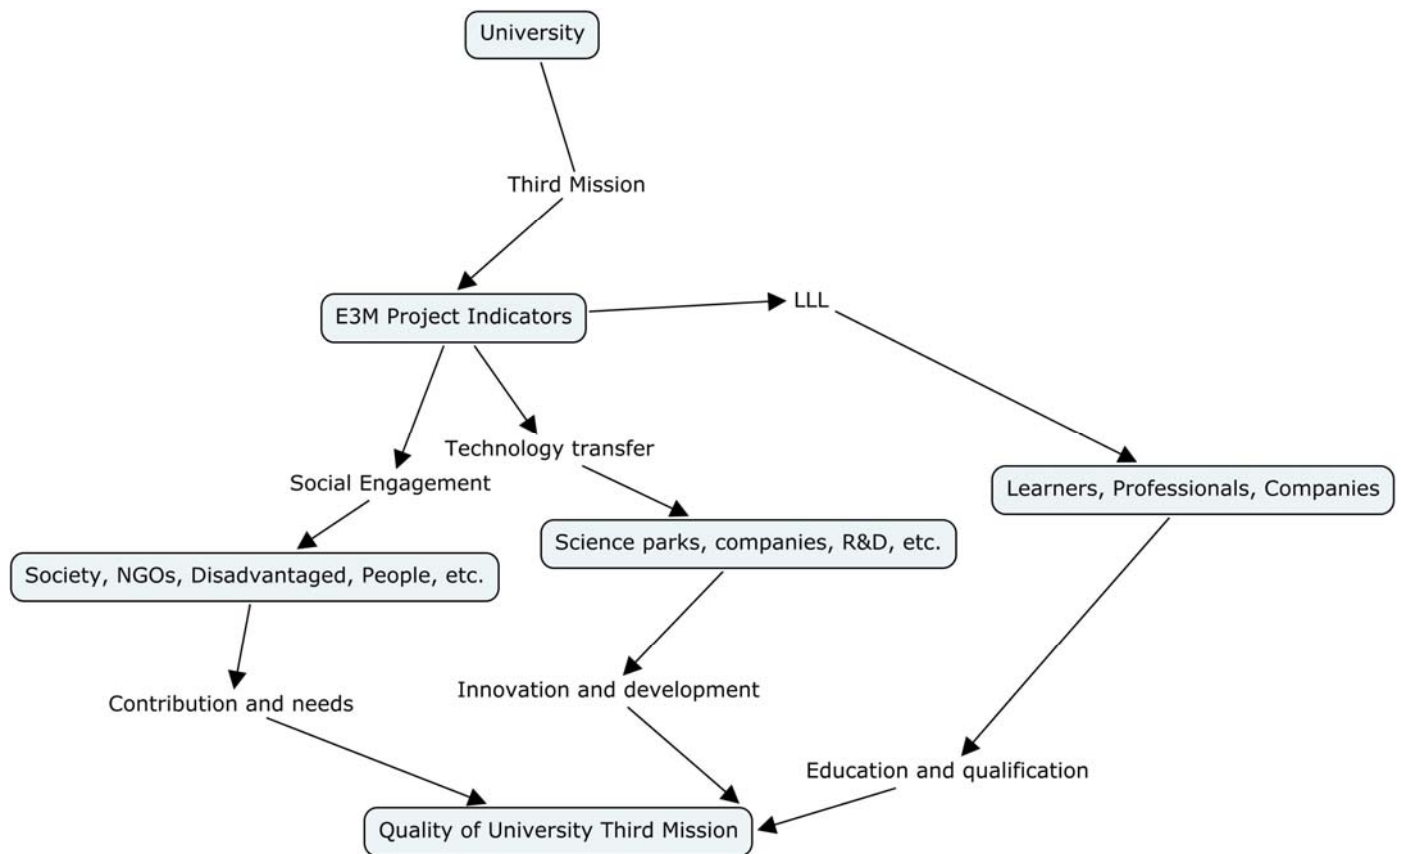 University
Third Mission
E3M Project Indicators
LLL
Technology transfer
Social Engagement
Learners, Professionals, Companies
Science parks, companies, R&D, etc.
Society, NGOs, Disadvantaged, People, etc.
Contribution and needs
Innovation and development
Education and qualification
Quality of University Third Mission